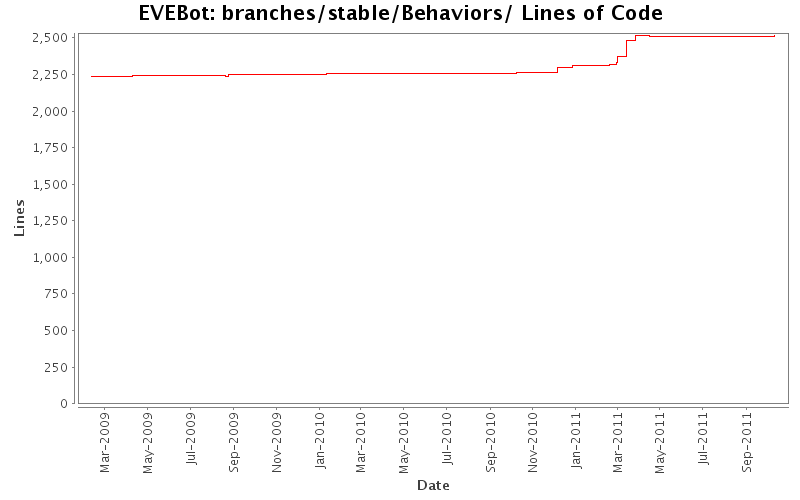 EVEBot: branches/stable/Behaviors/ Lines of Code
Lines
2,500
2,250
2,000
1,750
1,500
1,250
1,000
750
500
250
0
Mar-2009
May-2009
Jul-2009
Sep-2009
Nov-2009
Jan-2010
Mar-2010
May-2010
Jul-2010
Sep-2010
Nov-2010
Jan-2011
Mar-2011
May-2011
Jul-2011
Sep-2011
Date